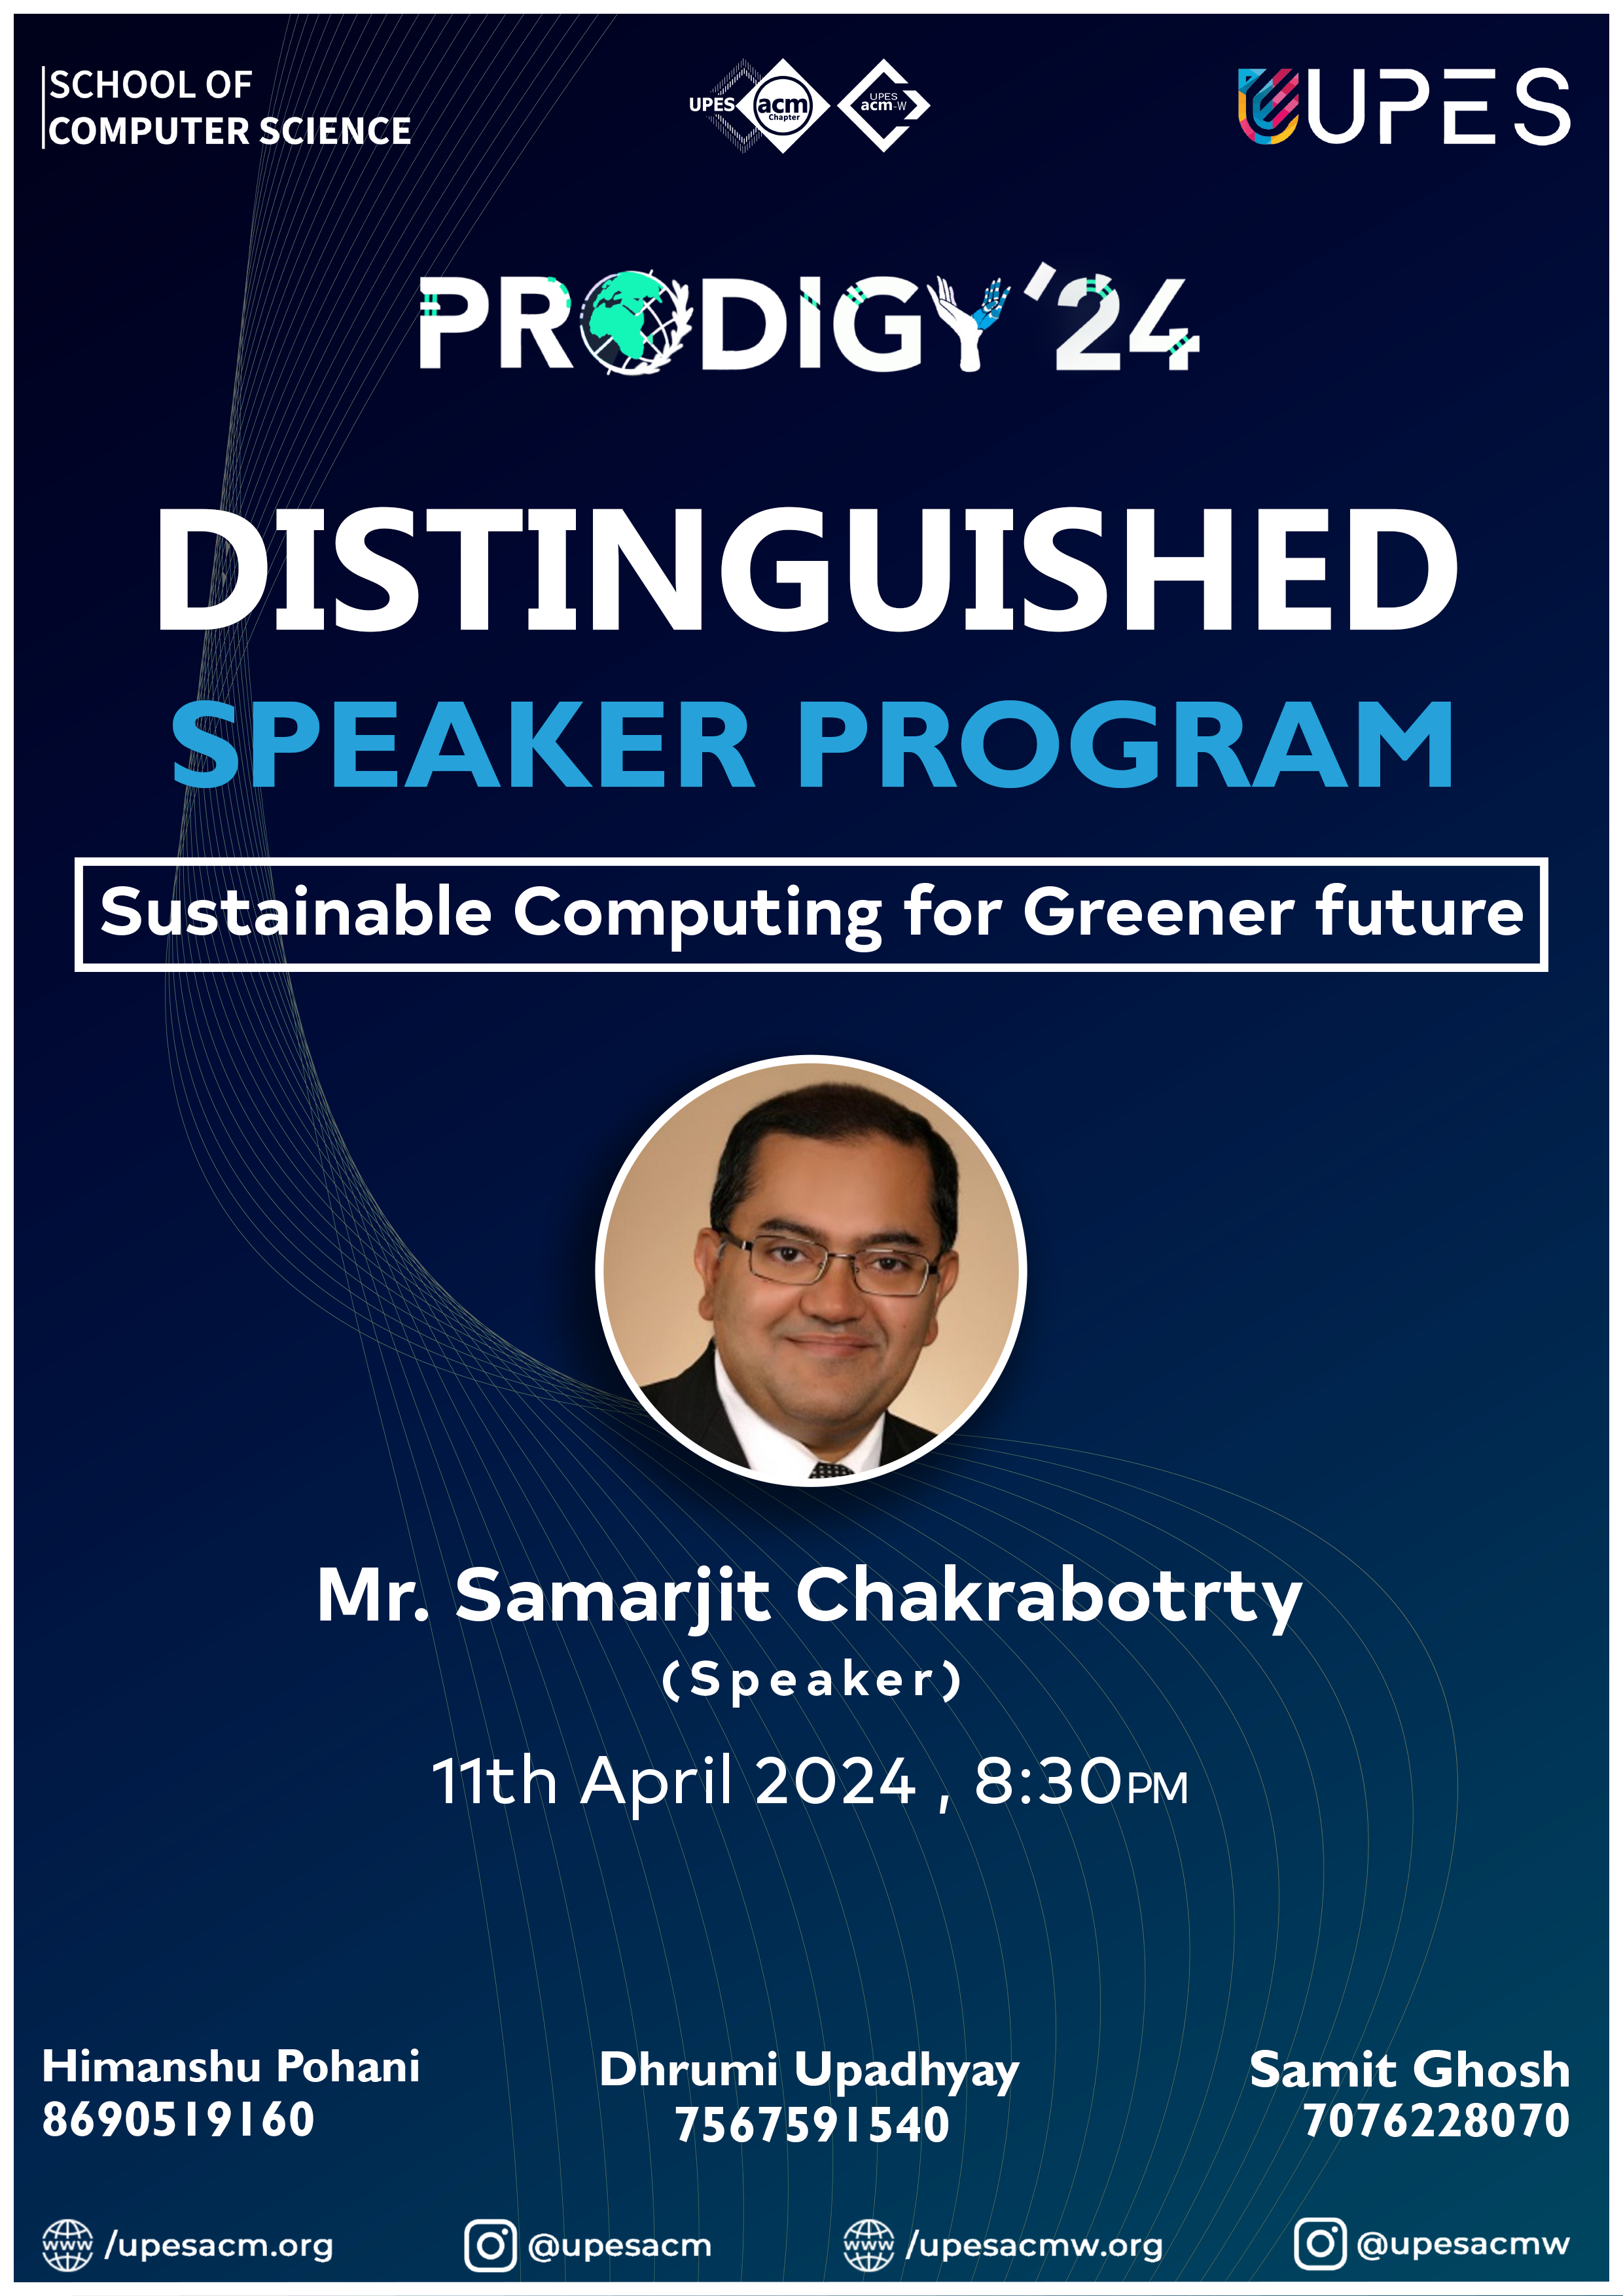 SCHOOL OF
COMPUTER SCIENCE
UPES acm Chapter
UPES acm-W
UPES
PRODIGY '24
DISTINGUISHED
SPEAKER PROGRAM
Sustainable Computing for Greener future
Mr. Samarjit Chakrabotrty
(Speaker)
11th April 2024 , 8:30PM
Himanshu Pohani
8690519160
Dhrumi Upadhyay
7567591540
Samit Ghosh
7076228070
www /upesacm.org
@upesacm
www /upesacmw.org
@upesacmw